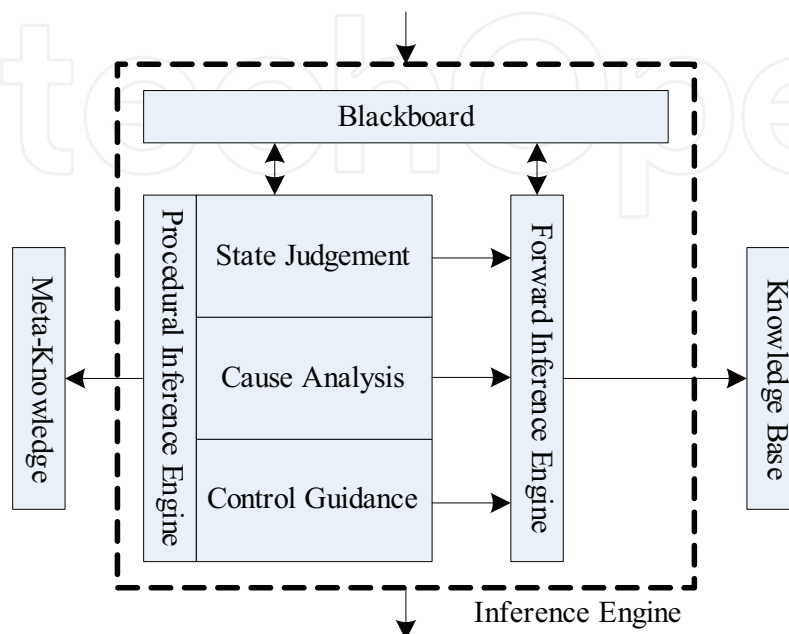 techOpe
Blackboard
Meta-Knowledge
Procedural Inference Engine
State Judgement
Cause Analysis
Control Guidance
Forward Inference Engine
Knowledge Base
Inference Engine